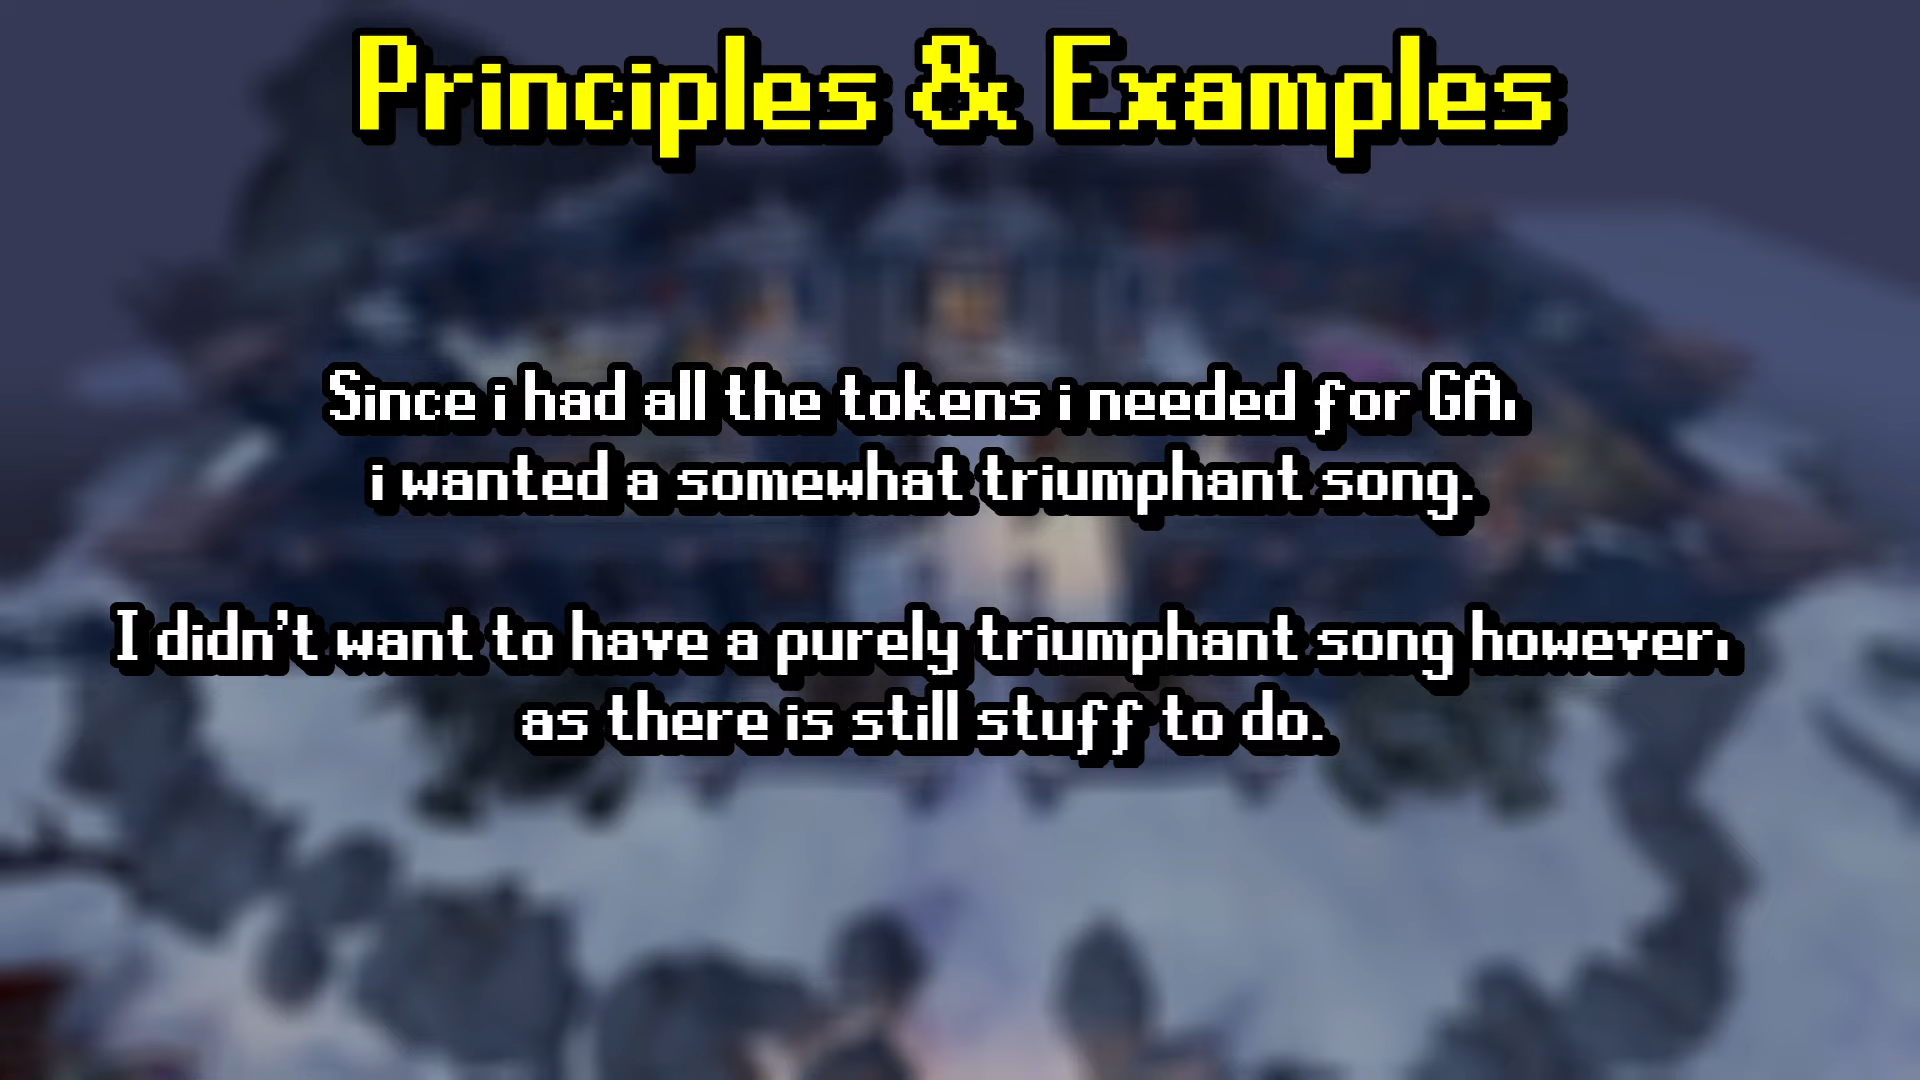 Principles & Examples
Since i had all the tokens i needed for GA,
i wanted a somewhat triumphant song.
I didn't want to have a purely triumphant song however,
as there is still stuff to do.